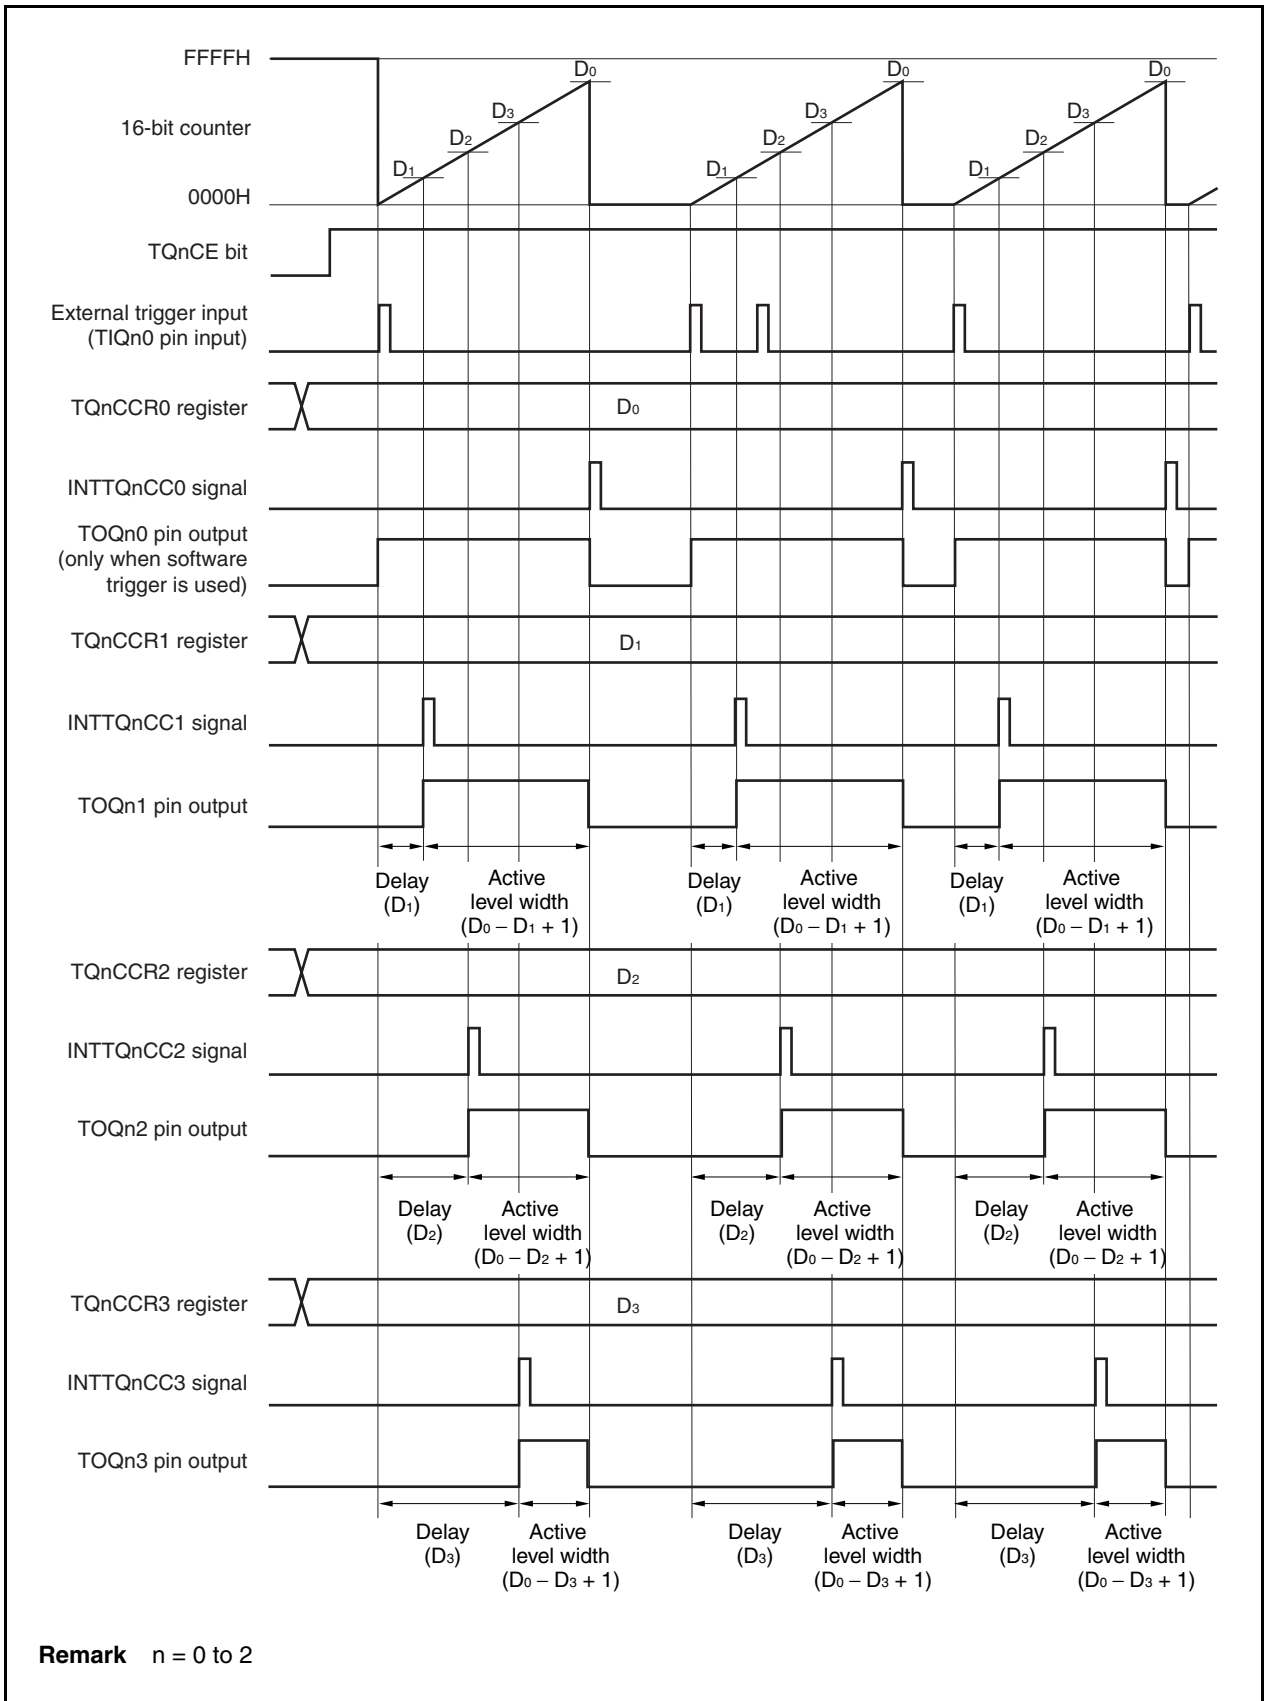 FFFFH
D0 D0 D0
D3 D3 D3
16-bit counter
D2 D2 D2
D1 D1 D1
0000H
TQnCE bit
External trigger input
(TIQn0 pin input)
TQnCCR0 register D0
INTTQnCC0 signal
TOQn0 pin output
(only when software
trigger is used)
TQnCCR1 register D1
INTTQnCC1 signal
TOQn1 pin output
Delay Active Delay Active Delay Active
(D1) level width (D1) level width (D1) level width
(D0 – D1 + 1) (D0 – D1 + 1) (D0 – D1 + 1)
TQnCCR2 register D2
INTTQnCC2 signal
TOQn2 pin output
Delay Active Delay Active Delay Active
(D2) level width (D2) level width (D2) level width
(D0 – D2 + 1) (D0 – D2 + 1) (D0 – D2 + 1)
TQnCCR3 register D3
INTTQnCC3 signal
TOQn3 pin output
Delay Active Delay Active Delay Active
(D3) level width (D3) level width (D3) level width
(D0 – D3 + 1) (D0 – D3 + 1) (D0 – D3 + 1)
Remark n = 0 to 2